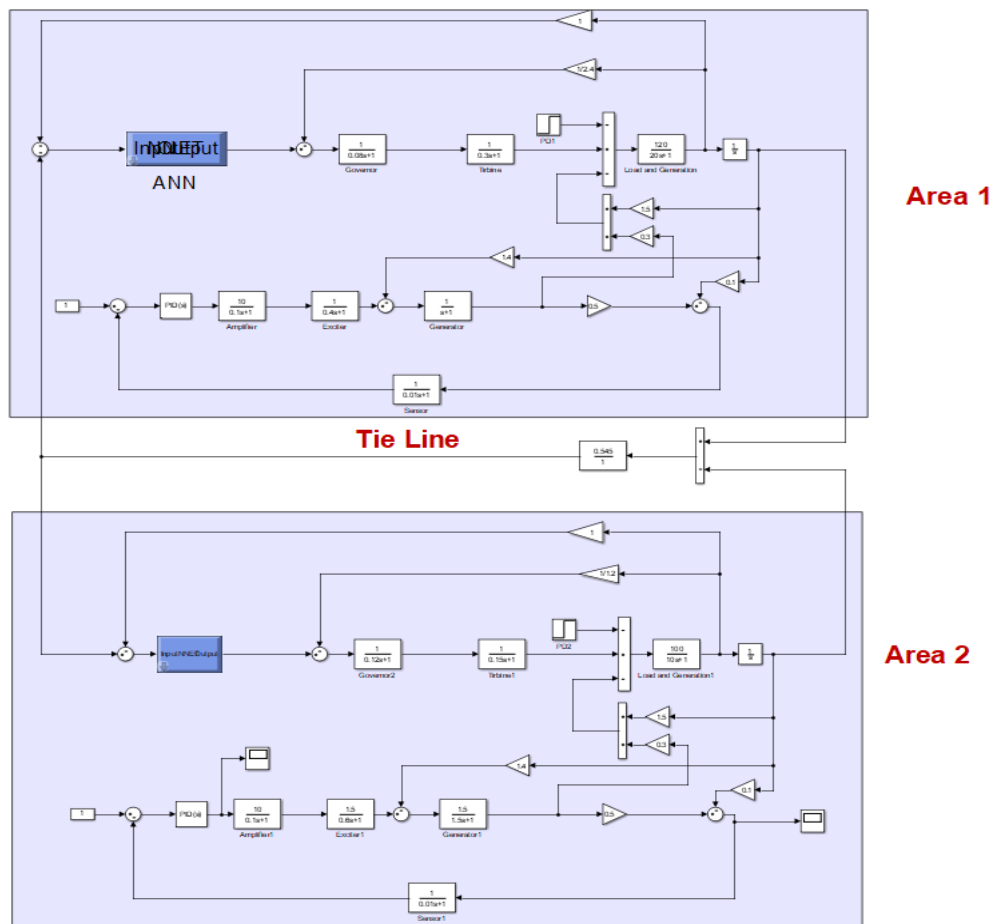 1
1/2.4
PD1
1
0.08s+1
Governor
1
0.3s+1
Tirbine
120
20s+1
Load and Generation
1
s
ANN
Area 1
1.5
0.3
1.4
0.1
1
PID(s)
10
0.1s+1
Amplifier
1
0.4s+1
Exciter
1
s+1
Generator
0.5
1
0.01s+1
Sensor
Tie Line
0.545
1
1
1/1.2
PD2
1
0.12s+1
Governor2
1
0.15s+1
Tirbine1
100
10s+1
Load and Generation1
1
s
Area 2
1.5
0.3
1.4
0.1
1
PID(s)
10
0.1s+1
Amplifier1
1.5
0.6s+1
Exciter1
1.5
1.5s+1
Generator1
0.5
1
0.01s+1
Sensor1